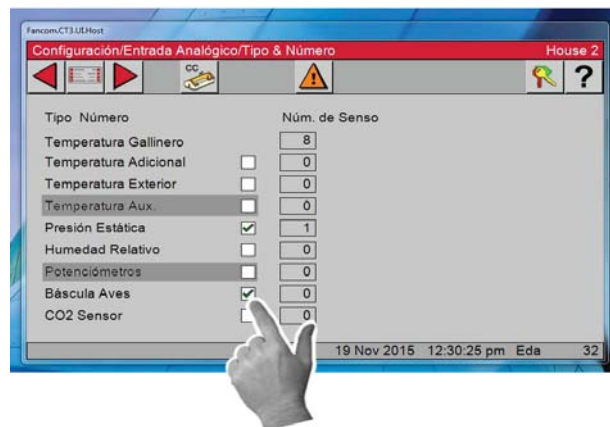 Fancom.CT3.UI.Host
Configuración/Entrada Analógico/Tipo & Número House 2
CC
?
Tipo Número Núm. de Senso
Temperatura Gallinero 8
Temperatura Adicional 0
Temperatura Exterior 0
Temperatura Aux. 0
Presión Estática 1
Humedad Relativo 0
Potenciómetros 0
Báscula Aves 0
CO2 Sensor 0
19 Nov 2015 12:30:25 pm Eda 32